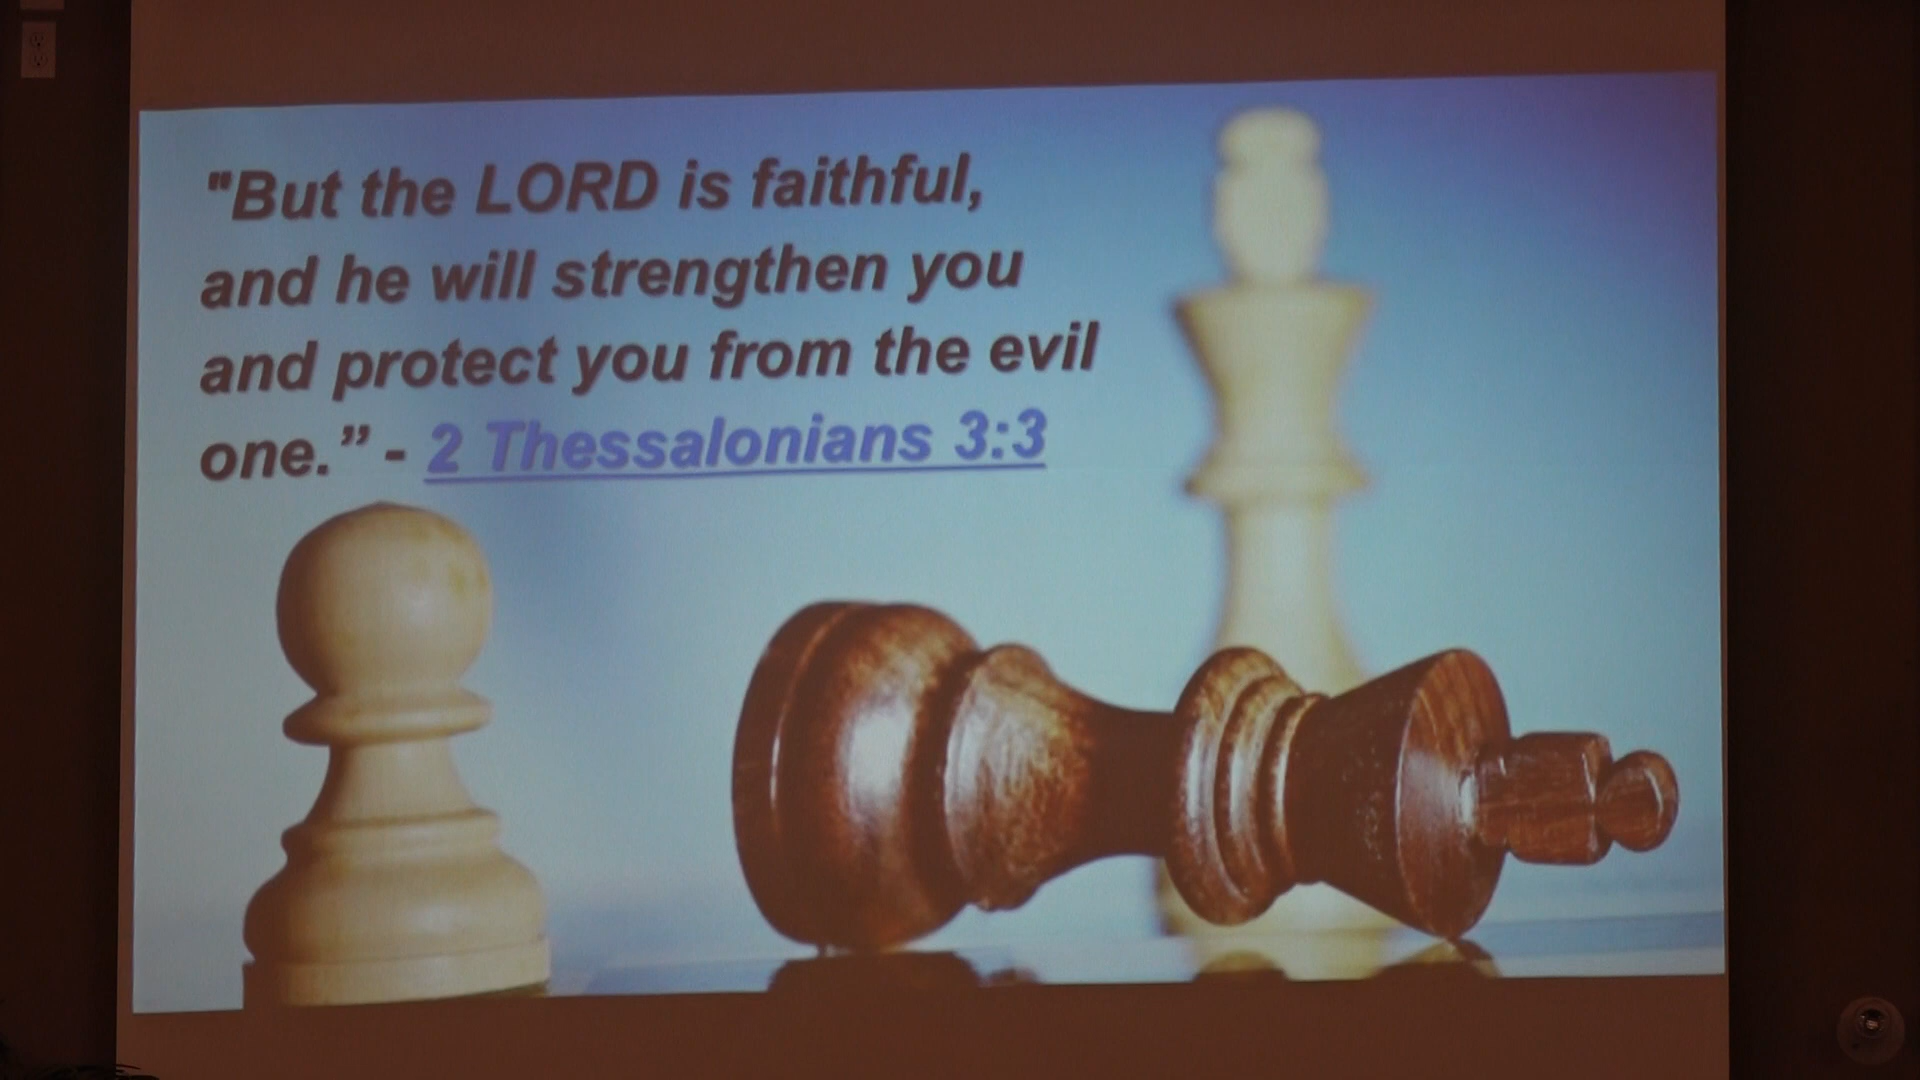 "But the LORD is faithful,
and he will strengthen you
and protect you from the evil
one.” - 2 Thessalonians 3:3